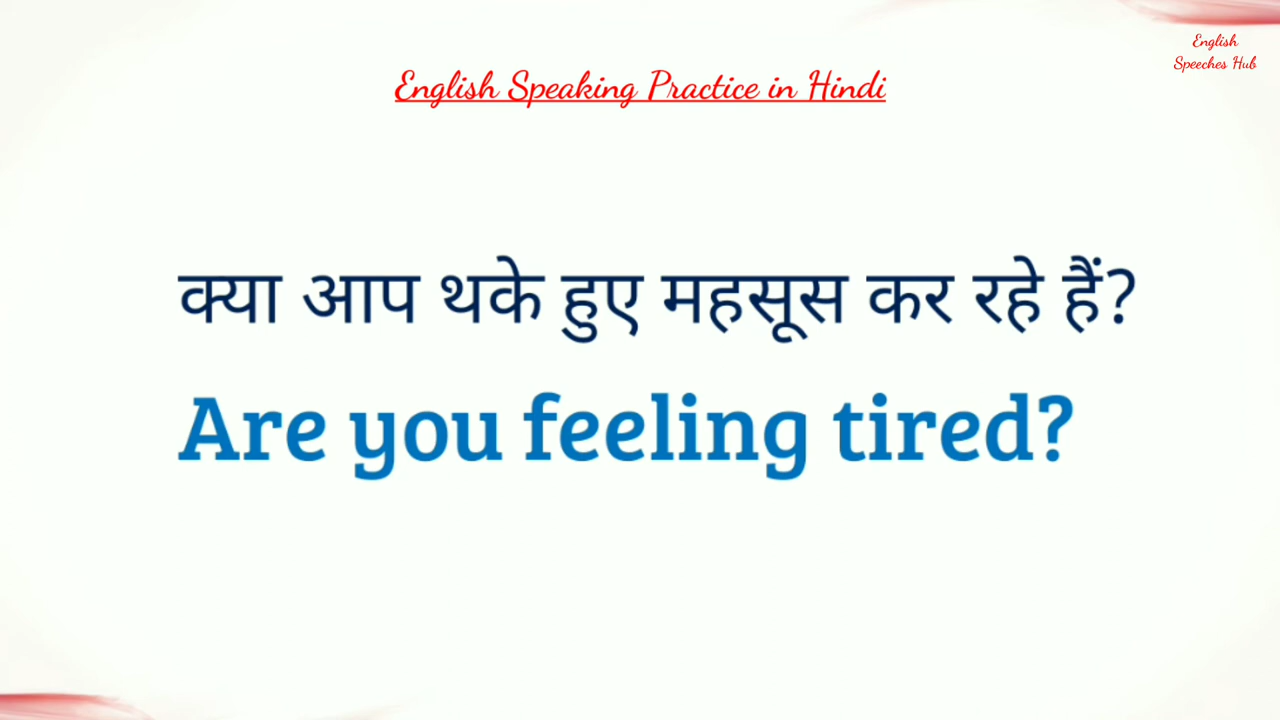 English
Speeches Hub
English Speaking Practice in Hindi
क्या आप थके हुए महसूस कर रहे हैं?
Are you feeling tired?